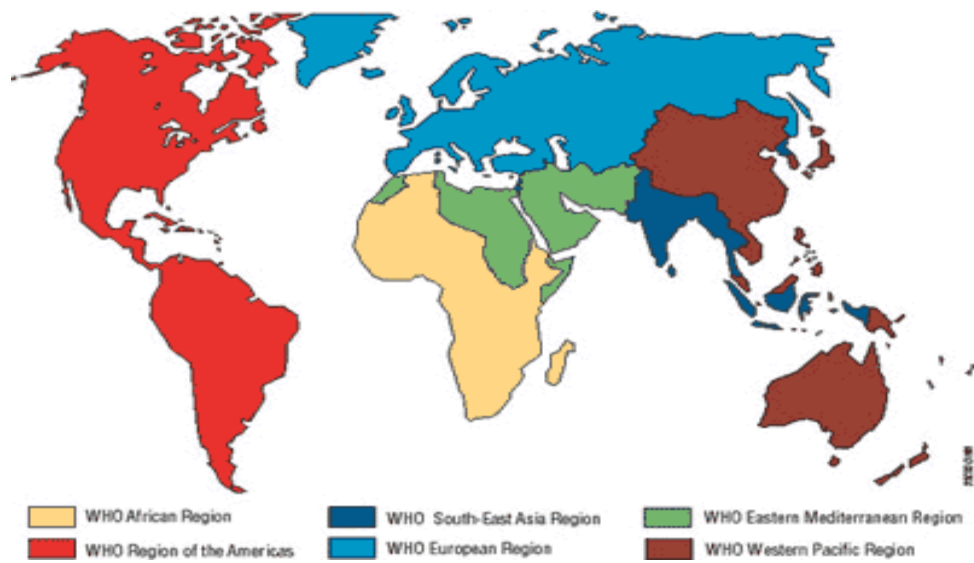 WHO African Region
WHO South-East Asia Region
WHO Eastern Mediterranean Region
WHO Region of the Americas
WHO European Region
WHO Western Pacific Region